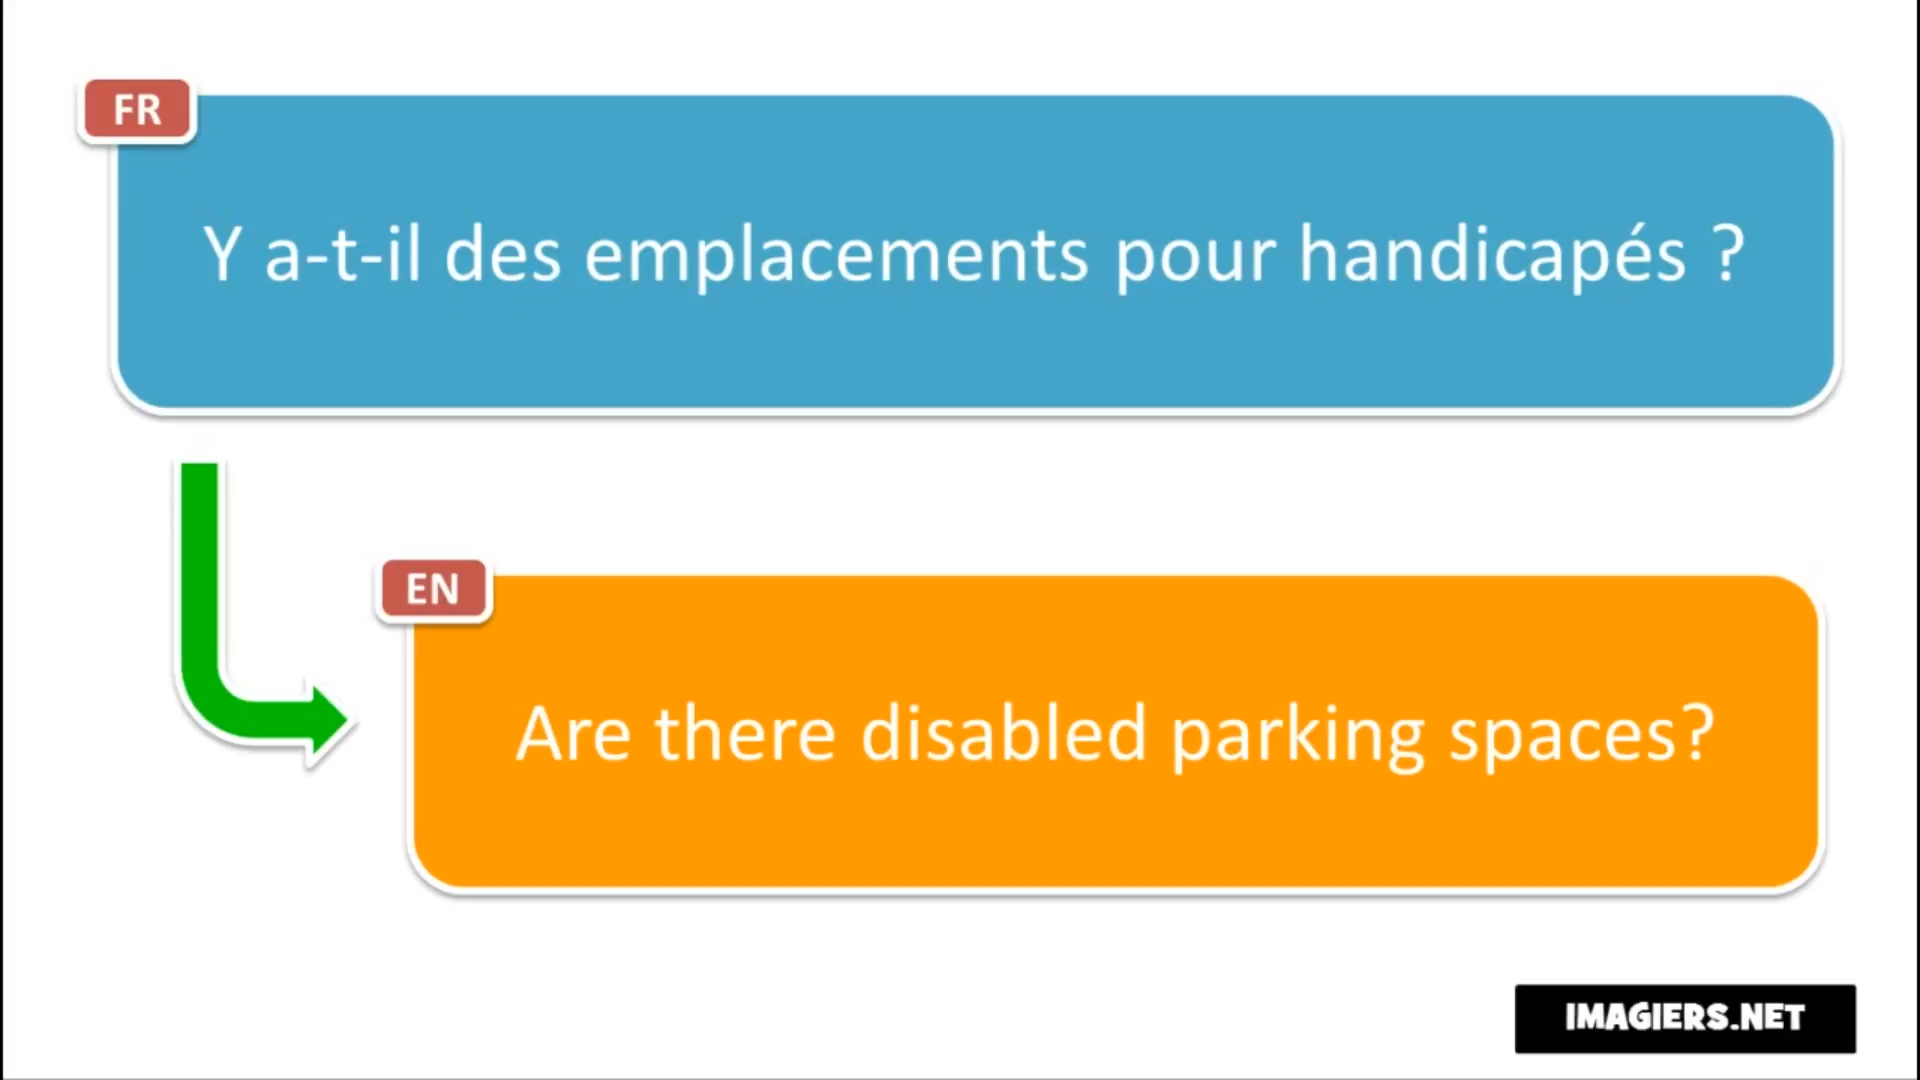 FR
Y a-t-il des emplacements pour handicapés ?
EN
Are there disabled parking spaces?
IMAGIERS.NET